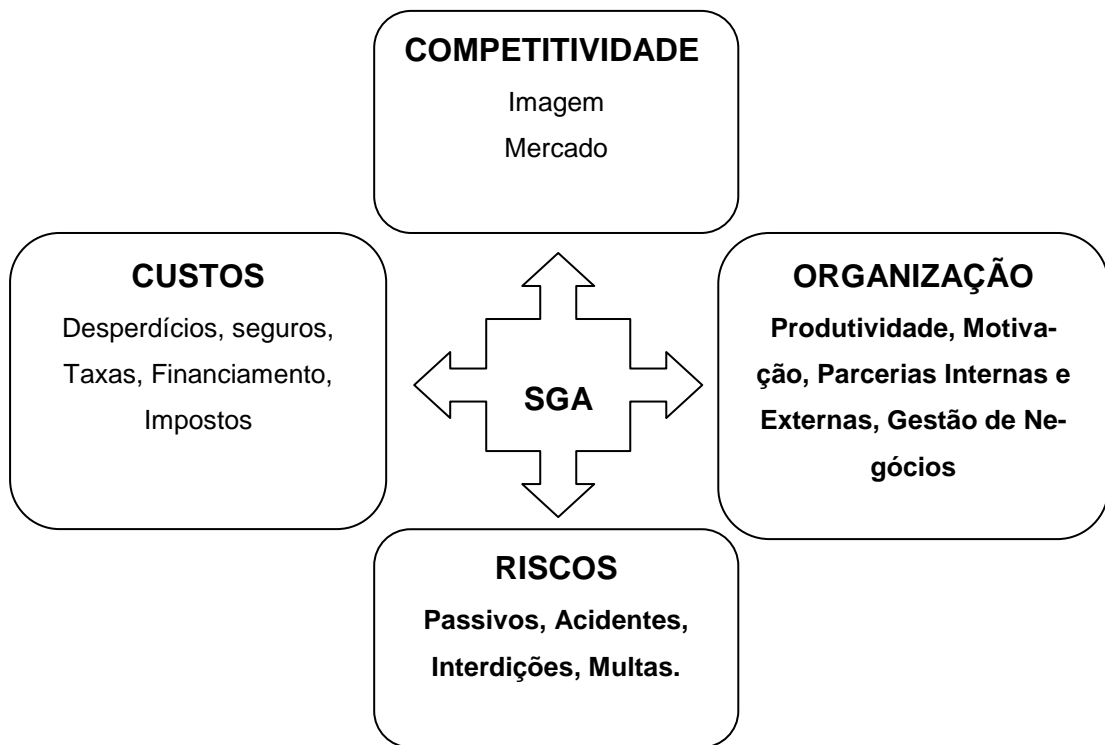 COMPETITIVIDADE
Imagem
Mercado
CUSTOS
Desperdícios, seguros,
Taxas, Financiamento,
Impostos
SGA
ORGANIZAÇÃO
Produtividade, Motiva-
ção, Parcerias Internas e
Externas, Gestão de Ne-
gócios
RISCOS
Passivos, Acidentes,
Interdições, Multas.